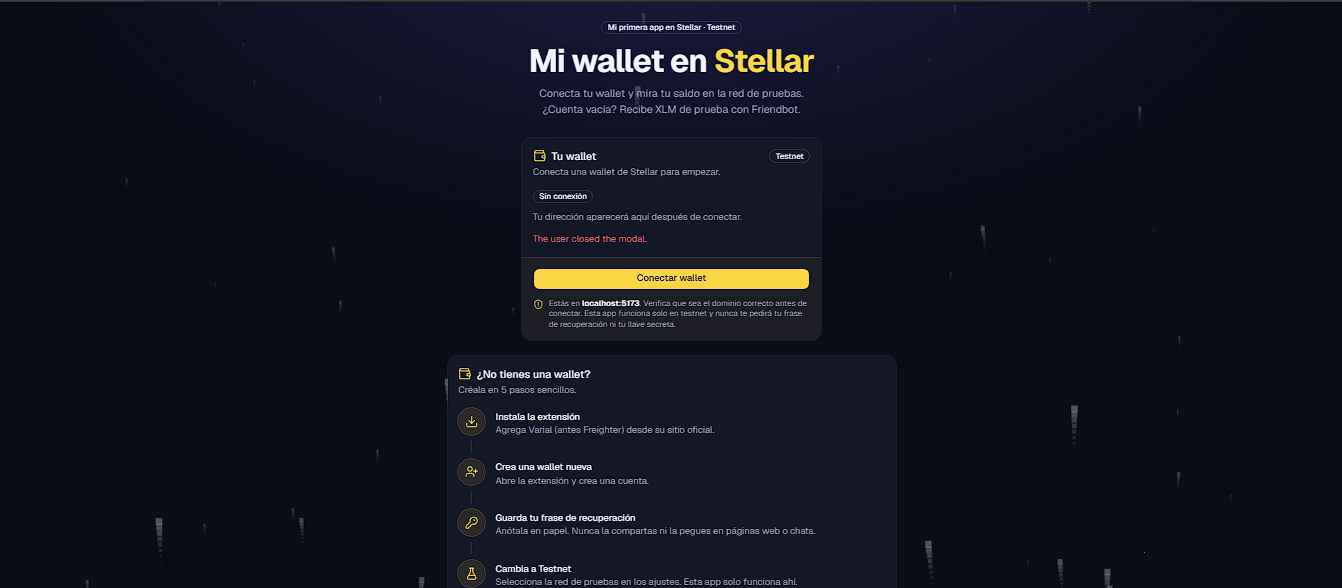 Mi primera app en Stellar · Testnet
Mi wallet en Stellar
Conecta tu wallet y mira tu saldo en la red de pruebas.
¿Cuenta vacía? Recibe XLM de prueba con Friendbot.
Tu wallet
Testnet
Conecta una wallet de Stellar para empezar.
Sin conexión
Tu dirección aparecerá aquí después de conectar.
The user closed the modal.
Conectar wallet
Estás en localhost:5173. Verifica que sea el dominio correcto antes de
conectar. Esta app funciona solo en testnet y nunca te pedirá tu frase
de recuperación ni tu llave secreta.
¿No tienes una wallet?
Créala en 5 pasos sencillos.
Instala la extensión
Agrega Varial (antes Freighter) desde su sitio oficial.
Crea una wallet nueva
Abre la extensión y crea una cuenta.
Guarda tu frase de recuperación
Anótala en papel. Nunca la compartas ni la pegues en páginas web o chats.
Cambia a Testnet
Selecciona la red de pruebas en los ajustes. Esta app solo funciona ahí.